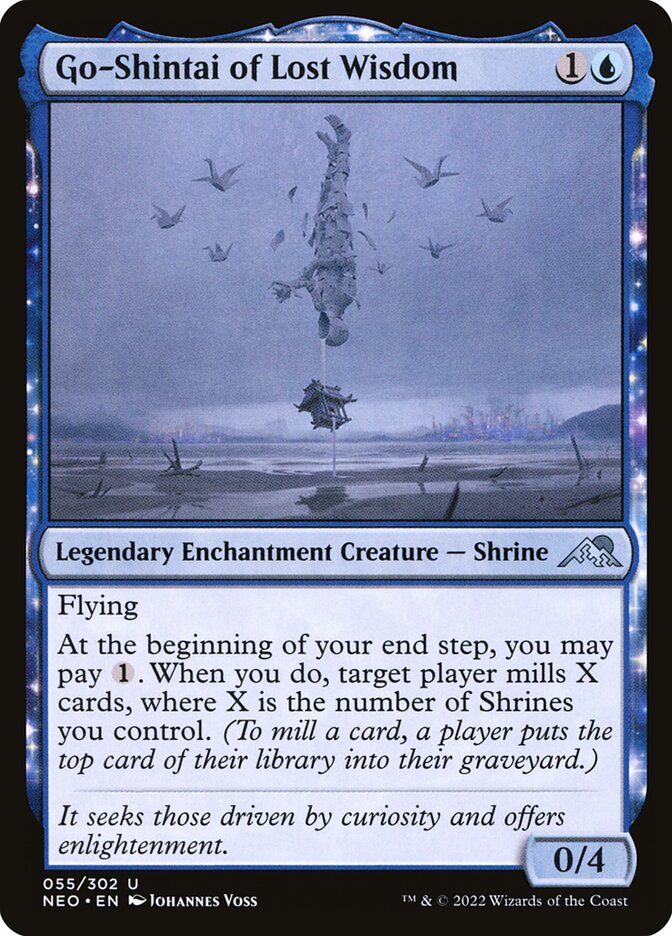 Go-Shintai of Lost Wisdom 1
Legendary Enchantment Creature — Shrine
Flying
At the beginning of your end step, you may
pay 1. When you do, target player mills X
cards, where X is the number of Shrines
you control. (To mill a card, a player puts the
top card of their library into their graveyard.)
It seeks those driven by curiosity and offers
enlightenment.
0/4
055/302 U
NEO • EN Johannes Voss
™ & © 2022 Wizards of the Coast